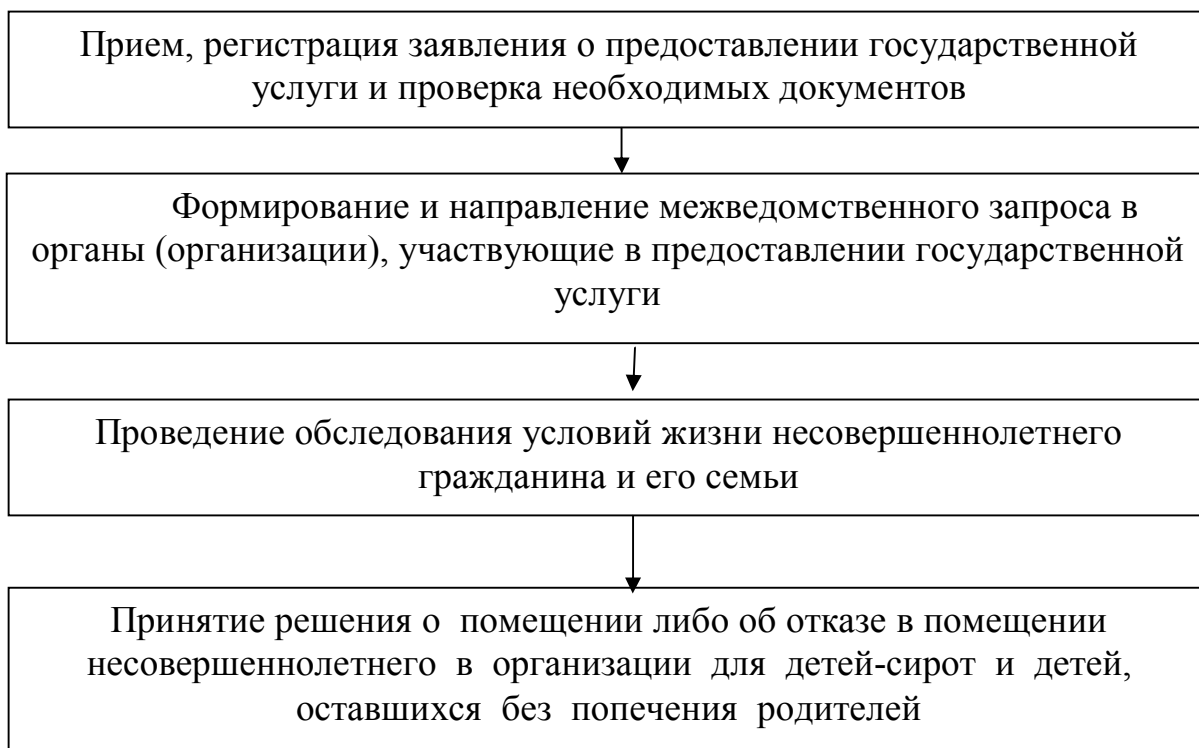 Прием, регистрация заявления о предоставлении государственной
услуги и проверка необходимых документов
Формирование и направление межведомственного запроса в
органы (организации), участвующие в предоставлении государственной
услуги
Проведение обследования условий жизни несовершеннолетнего
гражданина и его семьи
Принятие решения о помещении либо об отказе в помещении
несовершеннолетнего в организации для детей-сирот и детей,
оставшихся без попечения родителей